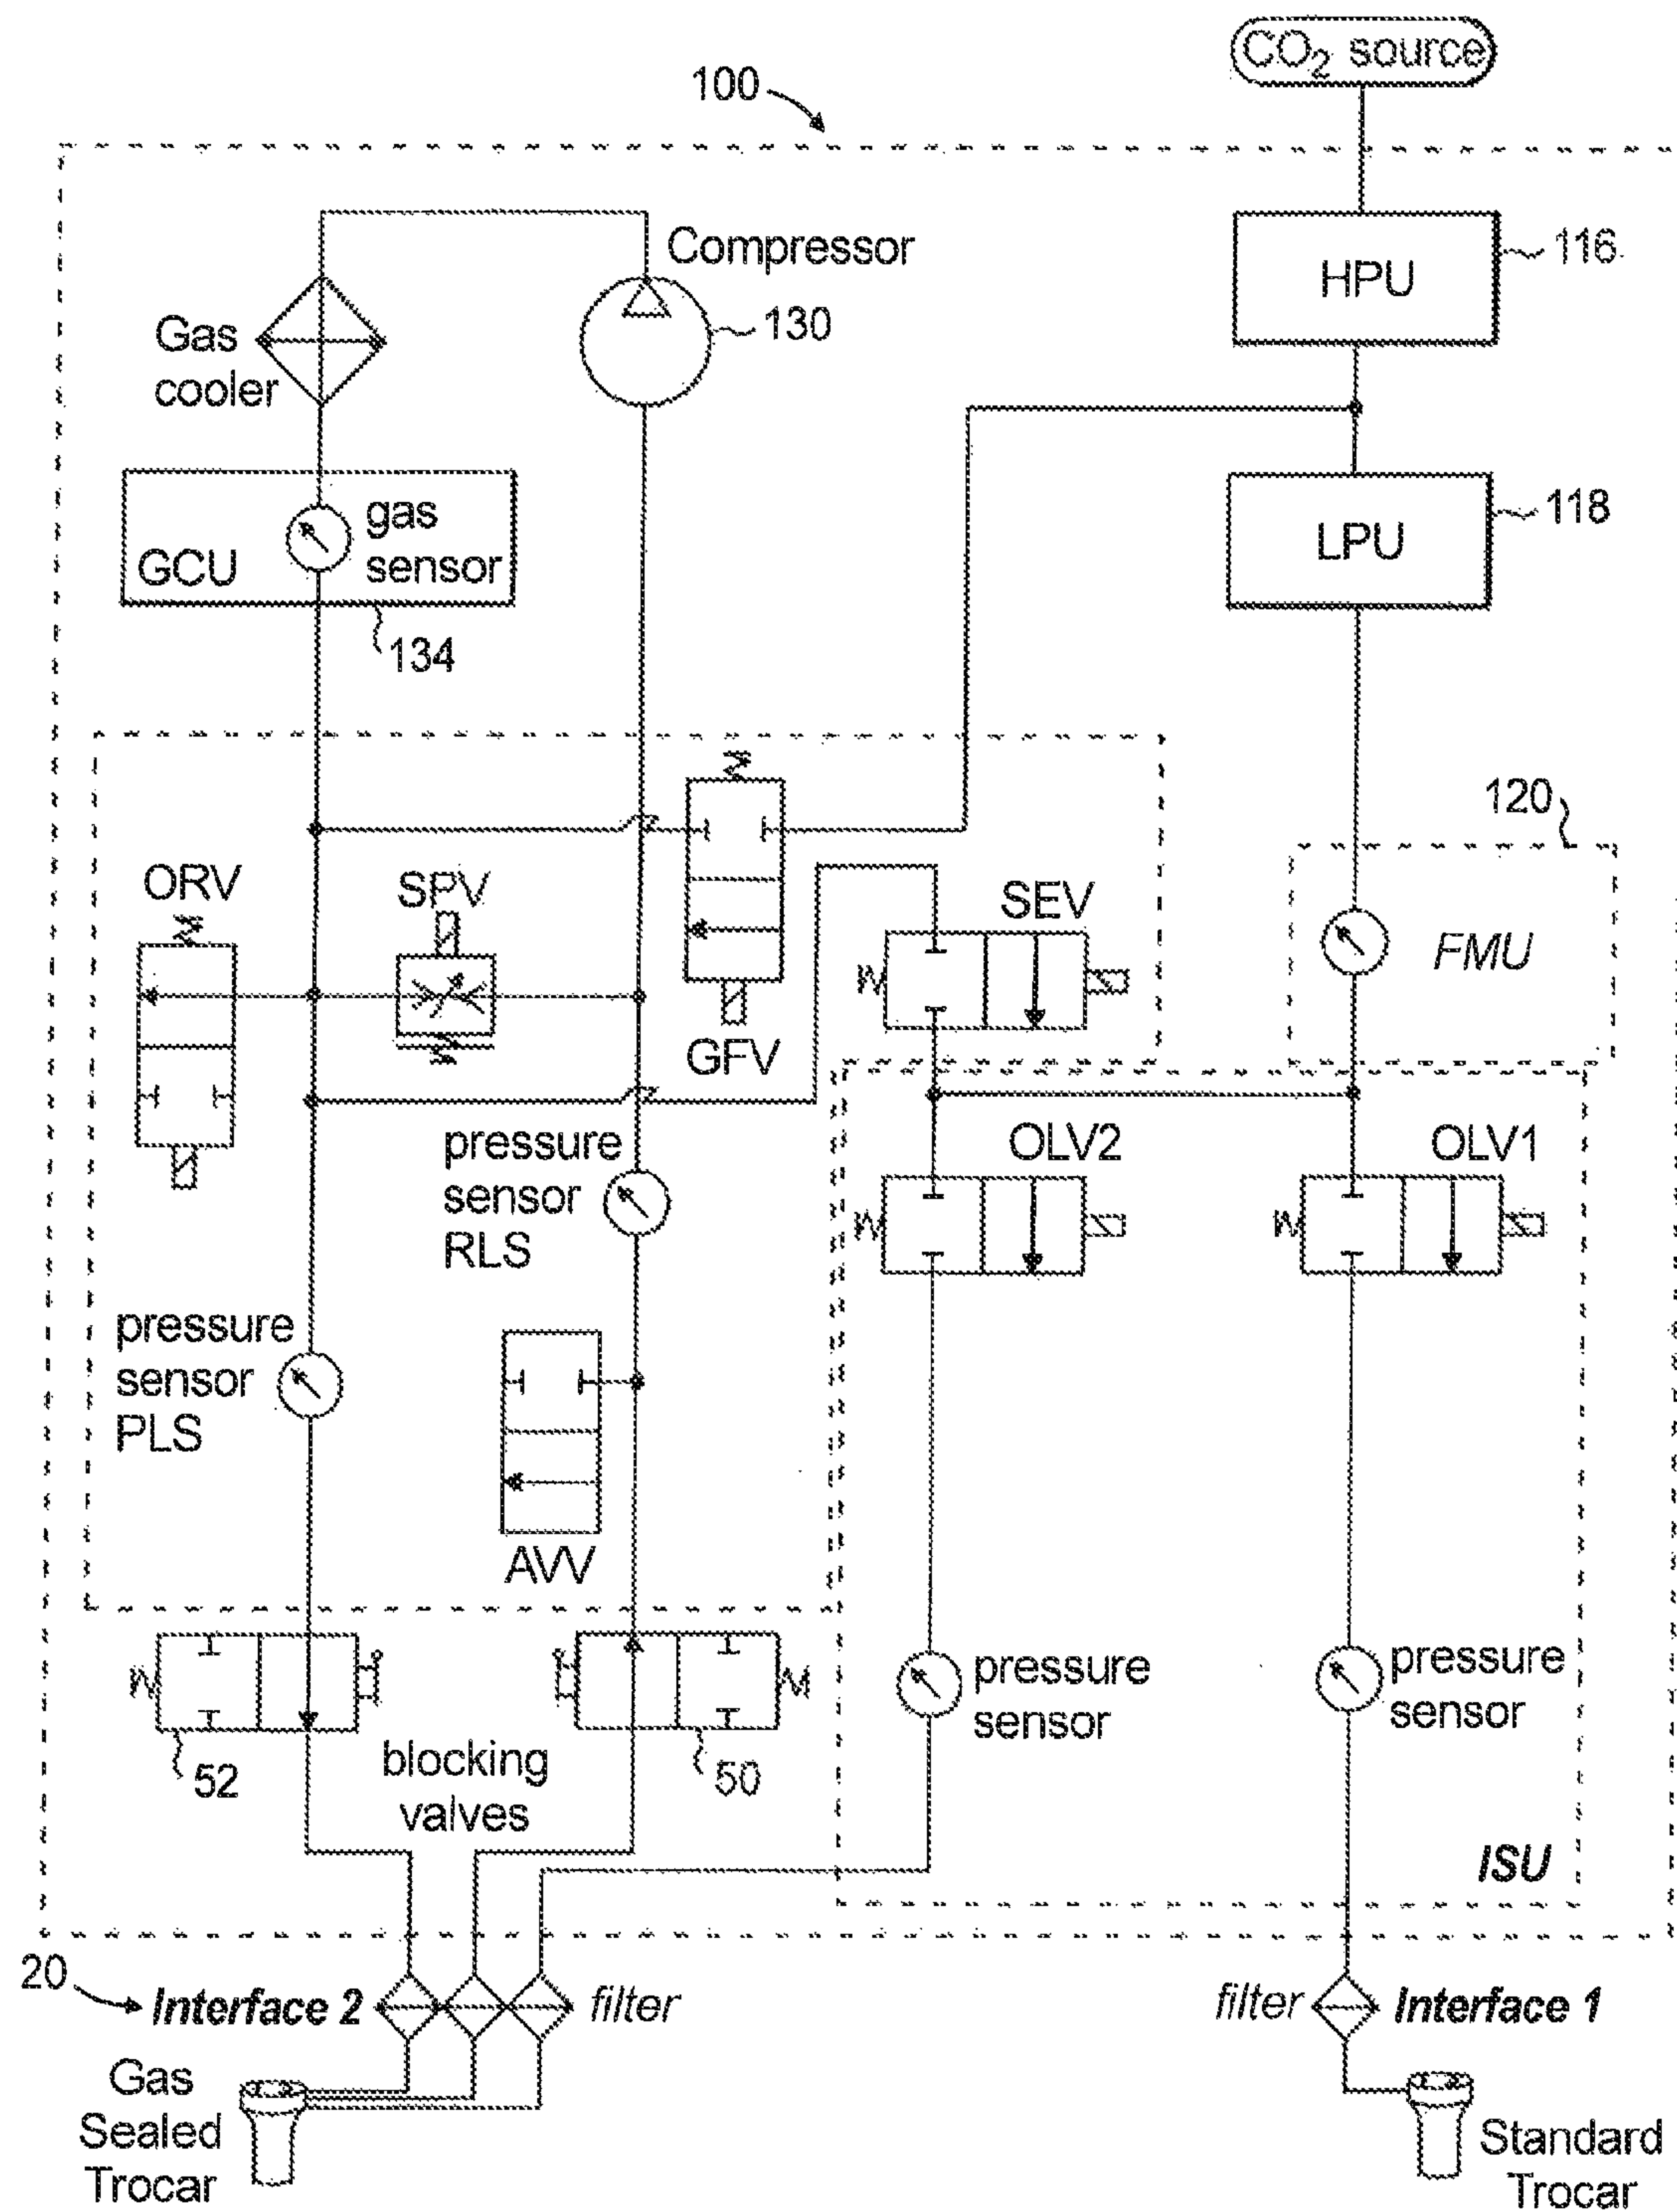 CO₂ source
100
Compressor
116
HPU
130
Gas
cooler
gas
sensor
GCU
118
LPU
134
120
ORV
SPV
SEV
FMU
GFV
pressure
sensor
RLS
OLV2
OLV1
pressure
sensor
PLS
AVV
pressure
sensor
pressure
sensor
52
blocking
valves
50
ISU
20
Interface 2
filter
filter
Interface 1
Gas
Sealed
Trocar
Standard
Trocar